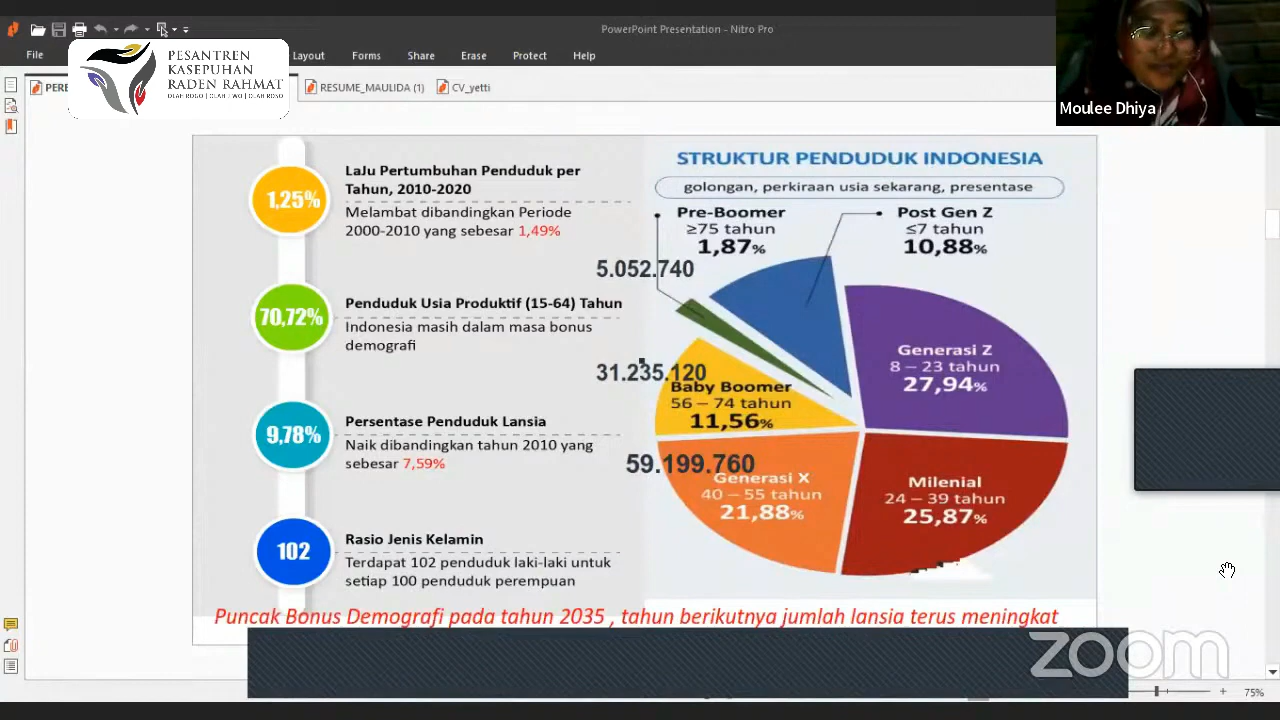 PowerPoint Presentation - Nitro Pro
File
Layout
Forms
Share
Erase
Protect
Help
PESANTREN
KASEPUHAN
RADEN RAHMAT
OLAH ROGO | OLAH JIWO | OLAH ROSO
PERE
RESUME_MAULIDA (1)
CV_yetti
Moulee Dhiya
1,25%
LaJu Pertumbuhan Penduduk per
Tahun, 2010-2020
Melambat dibandingkan Periode
2000-2010 yang sebesar 1,49%
70,72%
Penduduk Usia Produktif (15-64) Tahun
Indonesia masih dalam masa bonus
demografi
9,78%
Persentase Penduduk Lansia
Naik dibandingkan tahun 2010 yang
sebesar 7,59%
102
Rasio Jenis Kelamin
Terdapat 102 penduduk laki-laki untuk
setiap 100 penduduk perempuan
STRUKTUR PENDUDUK INDONESIA
golongan, perkiraan usia sekarang, presentase
Pre-Boomer
≥75 tahun
1,87%
Post Gen Z
≤7 tahun
10,88%
5.052.740
Generasi Z
8 – 23 tahun
27,94%
31.235.120
Baby Boomer
56 – 74 tahun
11,56%
59.199.760
Generasi X
40 – 55 tahun
21,88%
Milenial
24 – 39 tahun
25,87%
Puncak Bonus Demografi pada tahun 2035 , tahun berikutnya jumlah lansia terus meningkat
zoom
75%